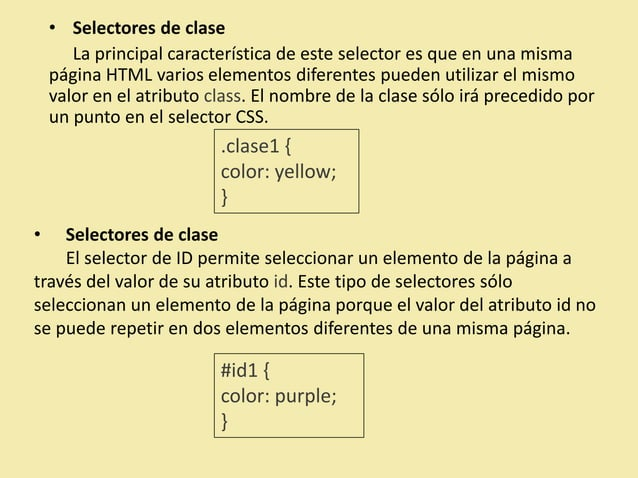 • Selectores de clase
La principal característica de este selector es que en una misma
página HTML varios elementos diferentes pueden utilizar el mismo
valor en el atributo class. El nombre de la clase sólo irá precedido por
un punto en el selector CSS.
.clase1 {
color: yellow;
}
• Selectores de clase
El selector de ID permite seleccionar un elemento de la página a
través del valor de su atributo id. Este tipo de selectores sólo
seleccionan un elemento de la página porque el valor del atributo id no
se puede repetir en dos elementos diferentes de una misma página.
#id1 {
color: purple;
}